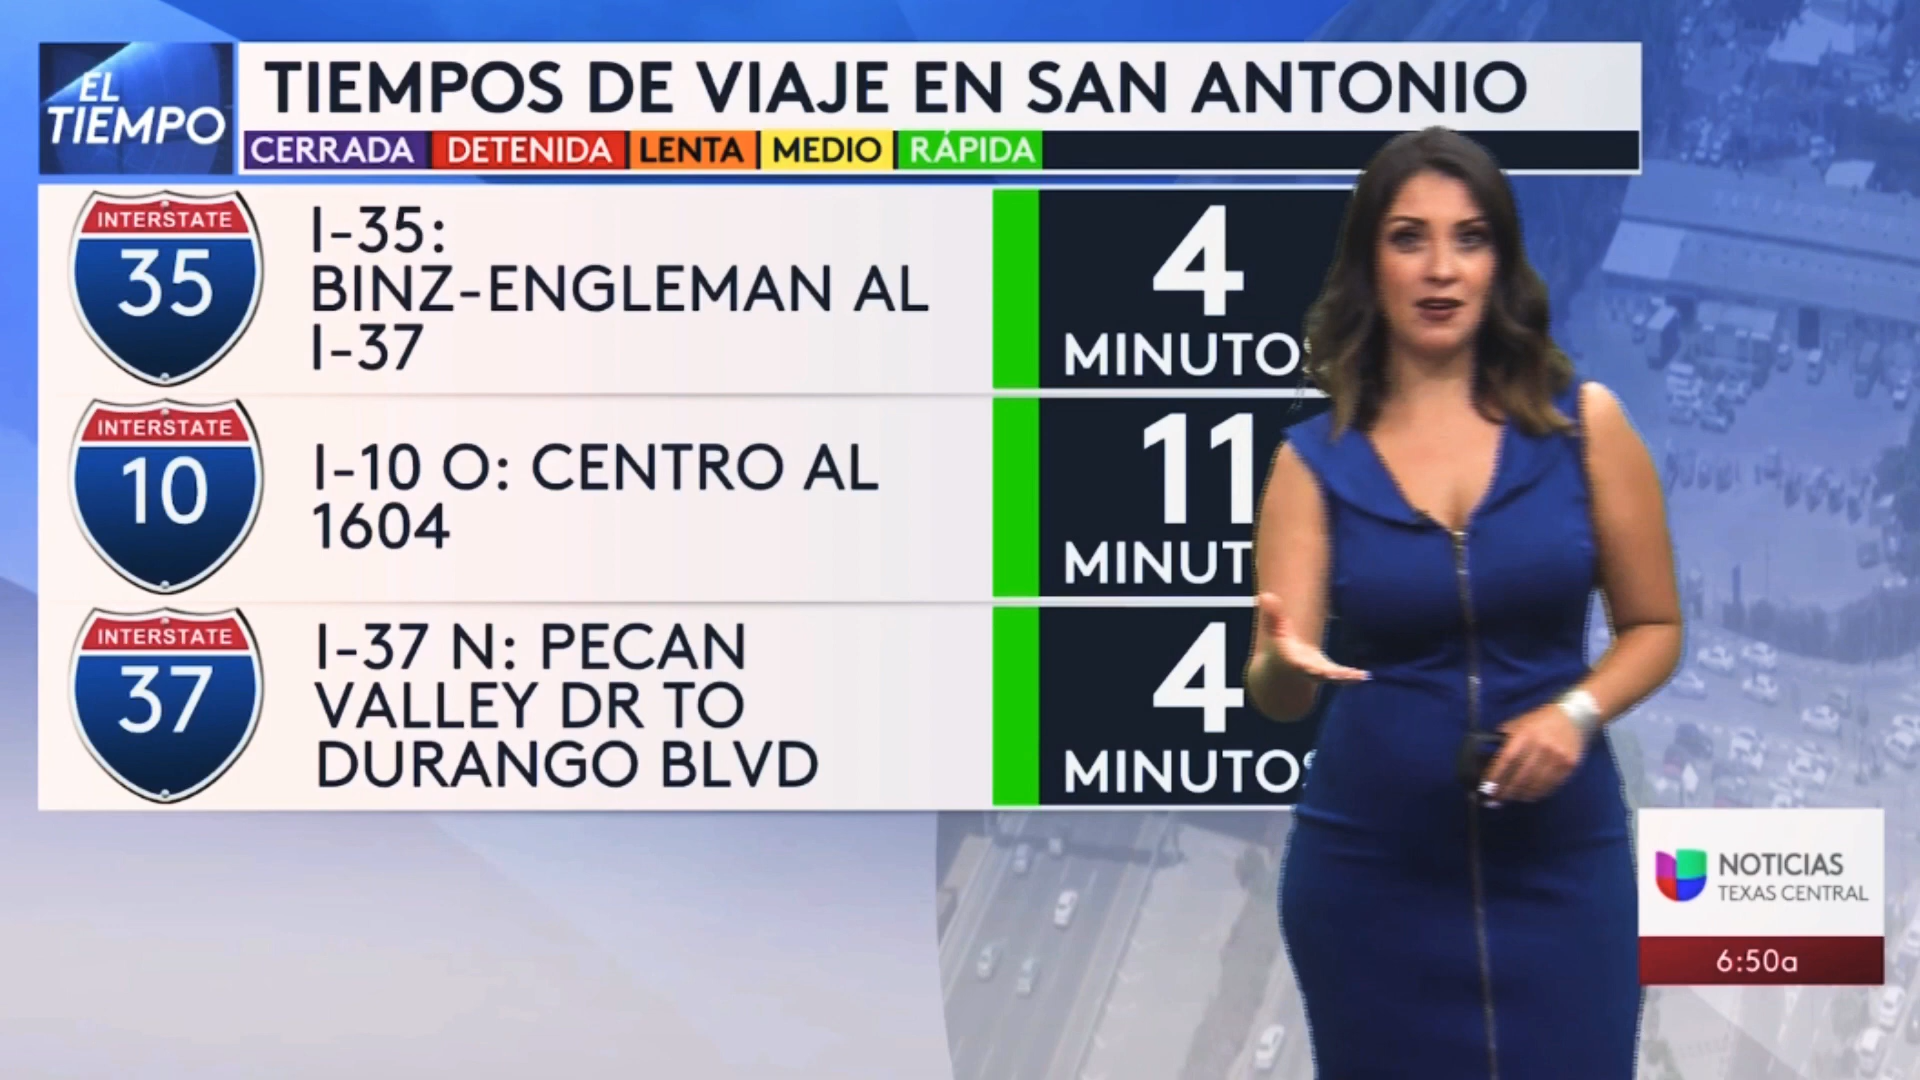 EL
TIEMPO
TIEMPOS DE VIAJE EN SAN ANTONIO
CERRADA DETENIDA LENTA MEDIO RÁPIDA
INTERSTATE
35
I-35:
BINZ-ENGLEMAN AL
I-37
4
MINUTOS
INTERSTATE
10
I-10 O: CENTRO AL
1604
11
MINUT
INTERSTATE
37
I-37 N: PECAN
VALLEY DR TO
DURANGO BLVD
4
MINUTOS
NOTICIAS
TEXAS CENTRAL
6:50a